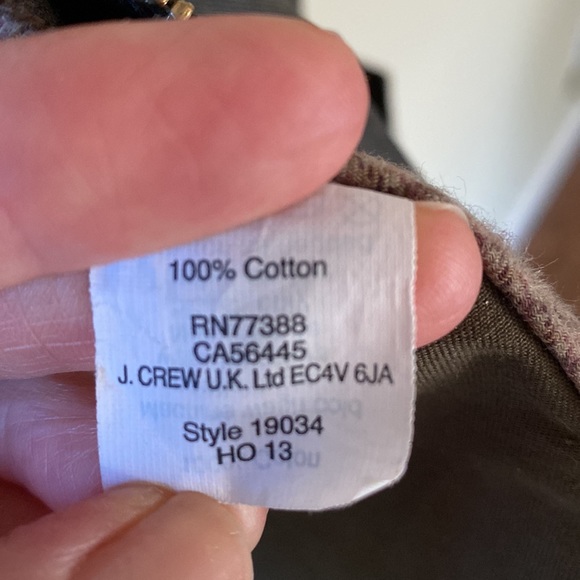 100% Cotton
RN77388
CA56445
J. CREW U.K. Ltd EC4V 6JA
Style 19034
HO 13